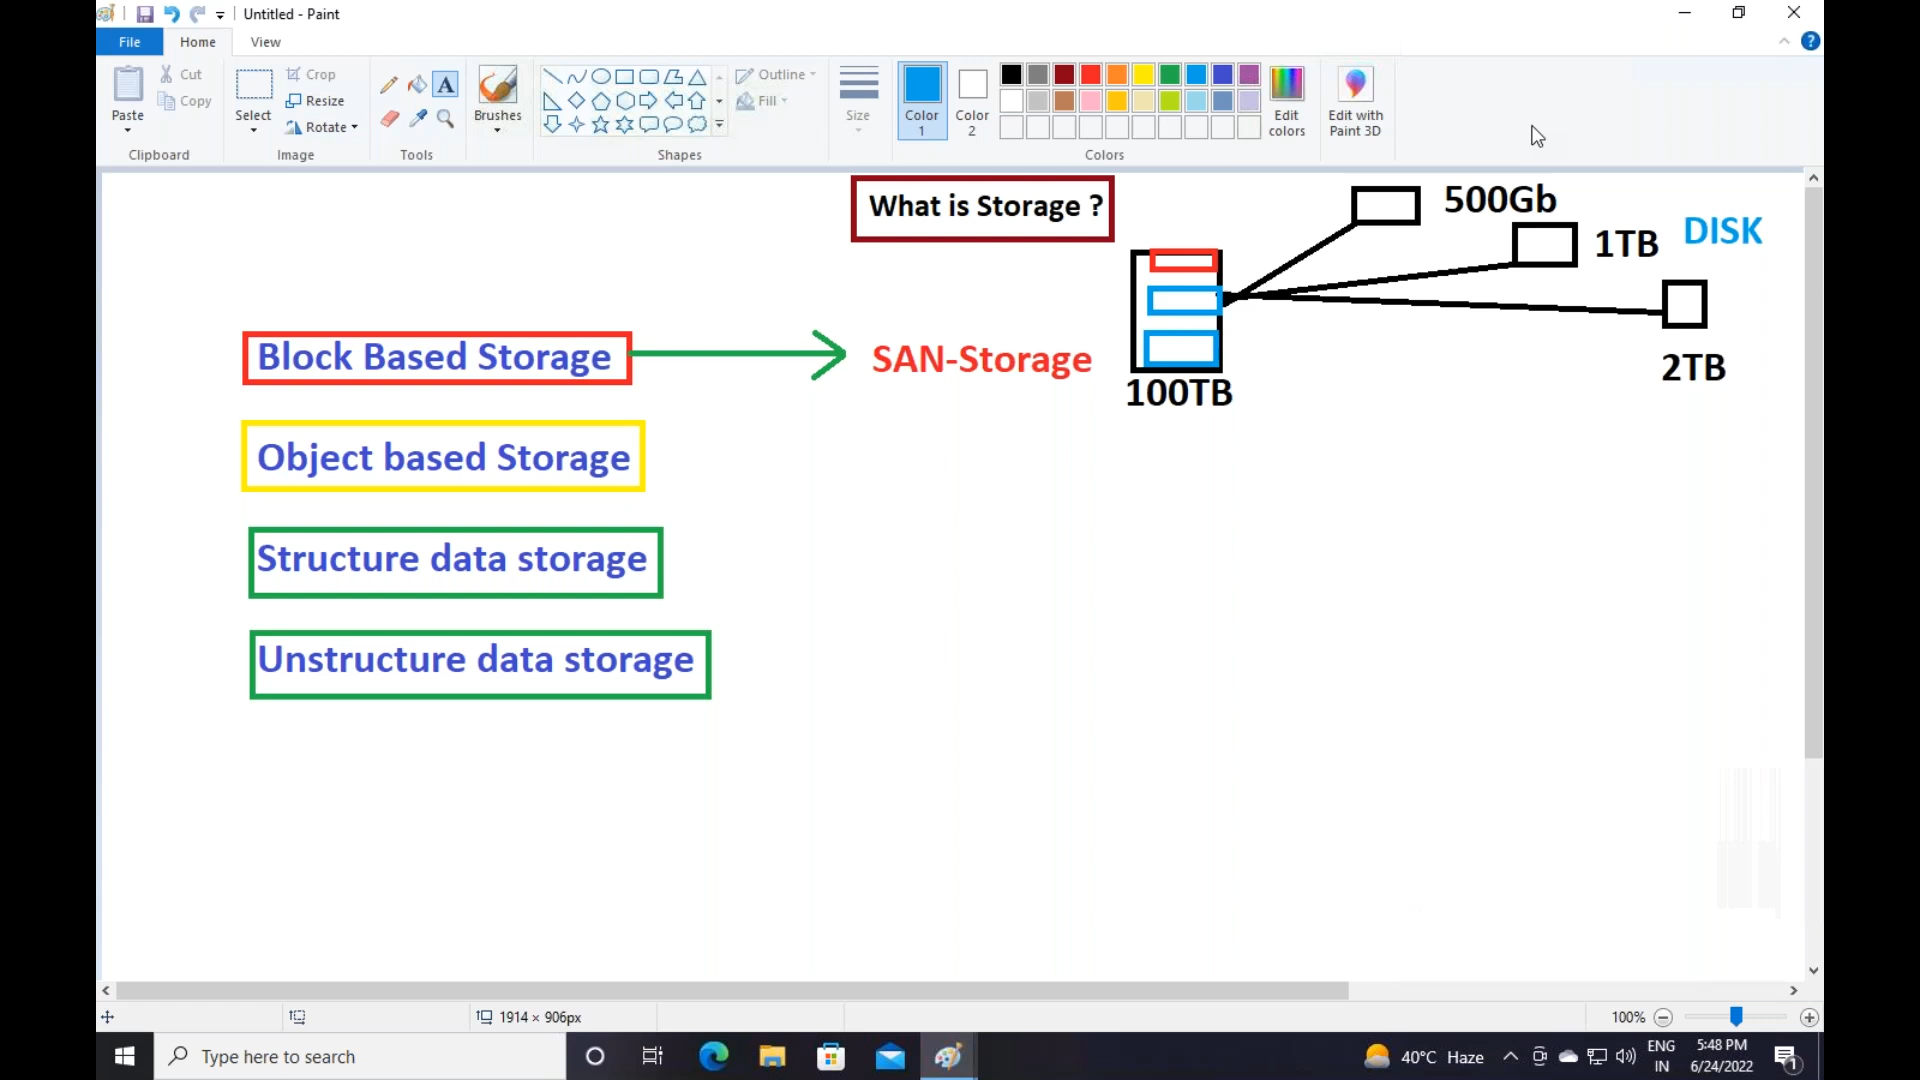 Untitled - Paint
File Home View
Paste
Cut
Copy
Clipboard
Select
Crop
Resize
Rotate
Image
A
Tools
Brushes
Shapes
Outline
Fill
Size
Color 1
Color 2
Edit colors
Colors
Edit with Paint 3D
What is Storage ?
500Gb
1TB
DISK
2TB
100TB
Block Based Storage
SAN-Storage
Object based Storage
Structure data storage
Unstructure data storage
1914 × 906px
100%
Type here to search
40°C Haze
ENG
IN
5:48 PM
6/24/2022
1